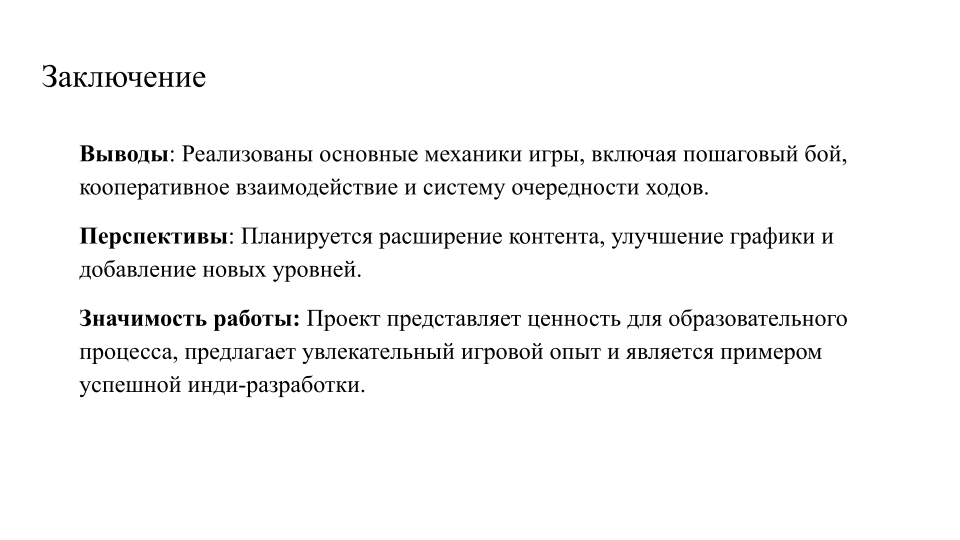 Заключение
Выводы: Реализованы основные механики игры, включая пошаговый бой,
кооперативное взаимодействие и систему очередности ходов.
Перспективы: Планируется расширение контента, улучшение графики и
добавление новых уровней.
Значимость работы: Проект представляет ценность для образовательного
процесса, предлагает увлекательный игровой опыт и является примером
успешной инди-разработки.